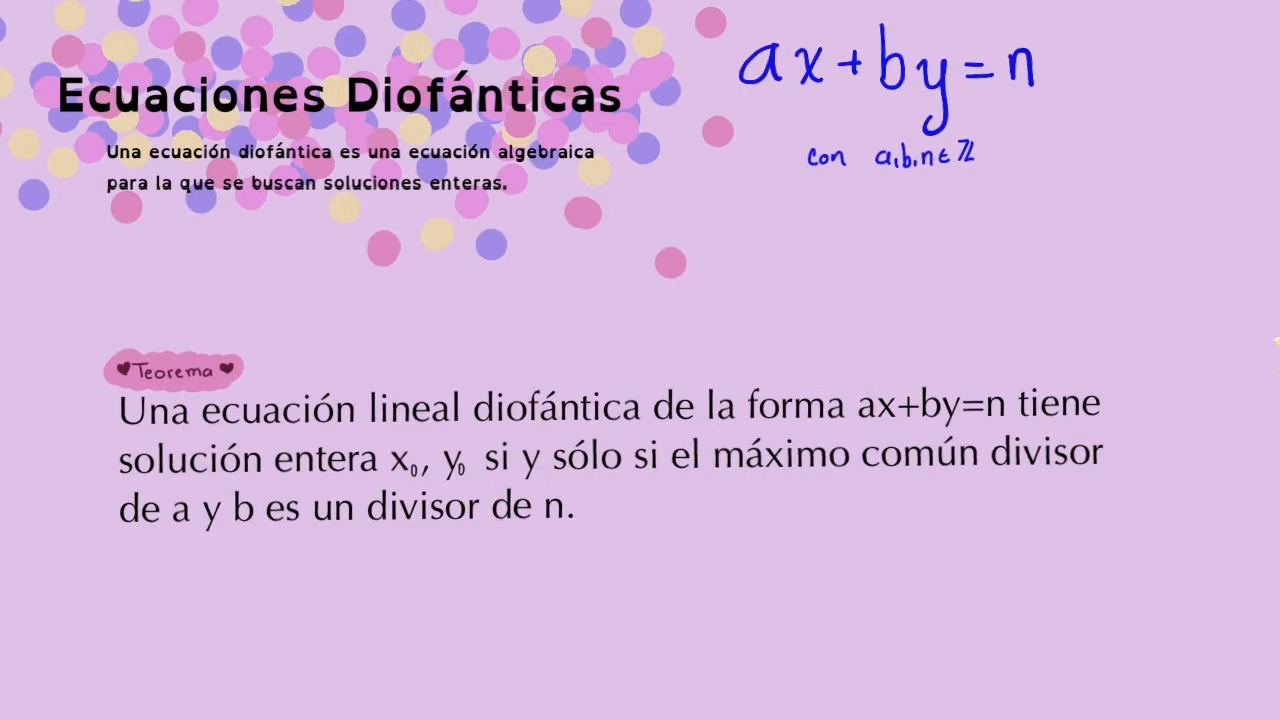 Ecuaciones Diofánticas
Una ecuación diofántica es una ecuación algebraica
para la que se buscan soluciones enteras.
ax+by=n
con a,b,n∈ℤ
♥Teorema♥
Una ecuación lineal diofántica de la forma ax+by=n tiene
solución entera x₀, y₀ si y sólo si el máximo común divisor
de a y b es un divisor de n.